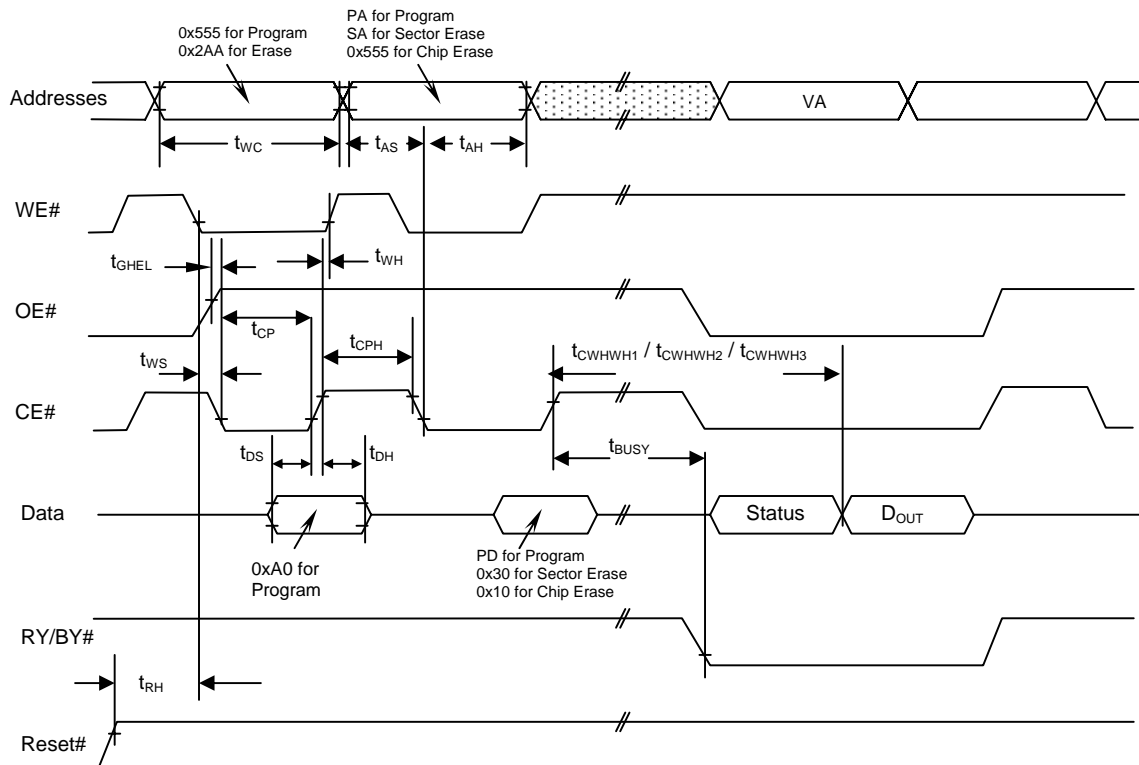 0x555 for Program
0x2AA for Erase
PA for Program
SA for Sector Erase
0x555 for Chip Erase
Addresses
VA
tWC
tAS
tAH
WE#
tGHEL
tWH
OE#
tCP
tCPH
tWS
tCWHWH1 / tCWHWH2 / tCWHWH3
CE#
tDS
tDH
tBUSY
Data
Status
DOUT
0xA0 for
Program
PD for Program
0x30 for Sector Erase
0x10 for Chip Erase
RY/BY#
tRH
Reset#